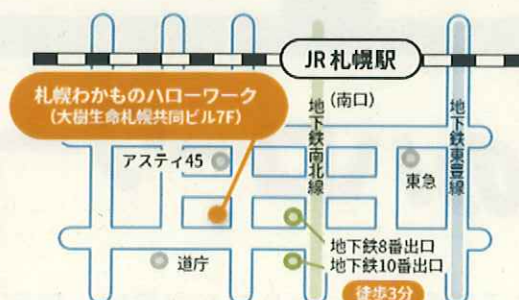 JR札幌駅
札幌わかものハローワーク
(大樹生命札幌共同ビル7F)
(南口)
地下鉄南北線
地下鉄東豊線
アスティ45
東急
地下鉄8番出口
道庁
地下鉄10番出口
徒歩3分